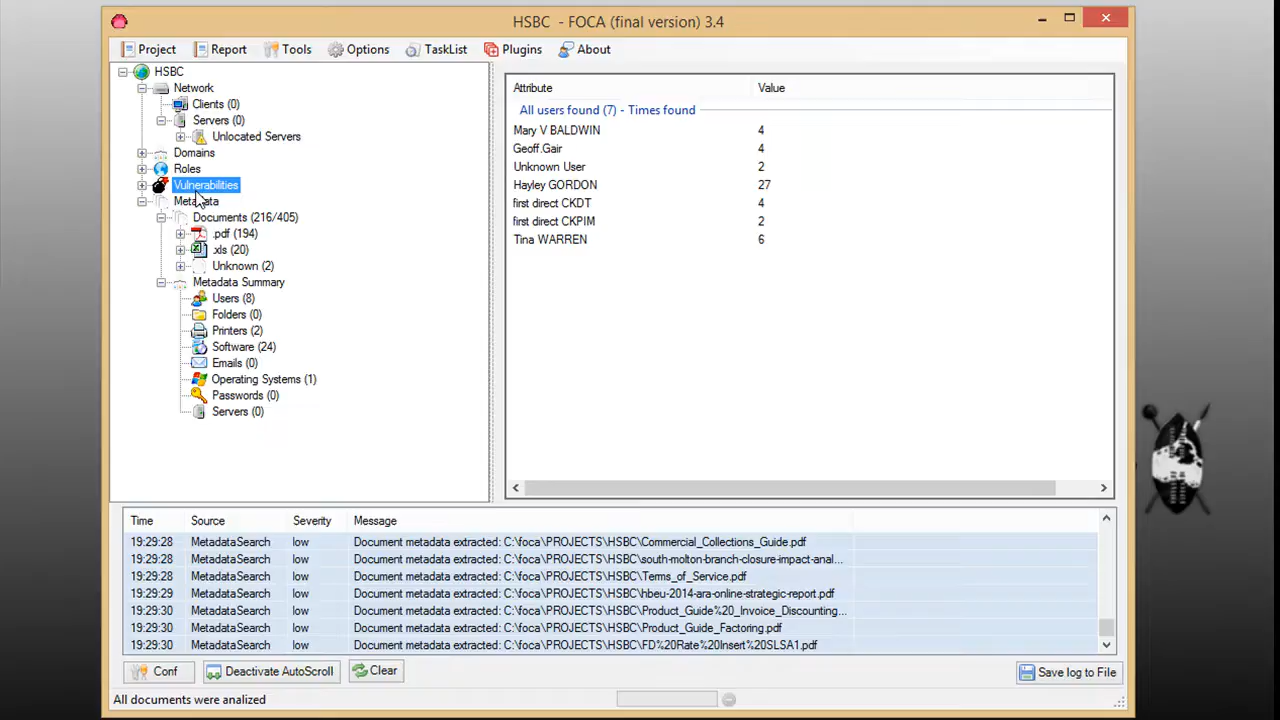 HSBC - FOCA (final version) 3.4
Project Report Tools Options TaskList Plugins About
HSBC
Network
Clients (0)
Servers (0)
Unlocated Servers
Domains
Roles
Vulnerabilities
Metadata
Documents (216/405)
.pdf (194)
.xls (20)
Unknown (2)
Metadata Summary
Users (8)
Folders (0)
Printers (2)
Software (24)
Emails (0)
Operating Systems (1)
Passwords (0)
Servers (0)
Attribute Value
All users found (7) - Times found
Mary V BALDWIN 4
Geoff.Gair 4
Unknown User 2
Hayley GORDON 27
first direct CKDT 4
first direct CKPIM 2
Tina WARREN 6
Time Source Severity Message
19:29:28 MetadataSearch low Document metadata extracted: C:\foca\PROJECTS\HSBC\Commercial_Collections_Guide.pdf
19:29:28 MetadataSearch low Document metadata extracted: C:\foca\PROJECTS\HSBC\south-molton-branch-closure-impact-anal...
19:29:28 MetadataSearch low Document metadata extracted: C:\foca\PROJECTS\HSBC\Terms_of_Service.pdf
19:29:29 MetadataSearch low Document metadata extracted: C:\foca\PROJECTS\HSBC\hbeu-2014-ara-online-strategic-report.pdf
19:29:30 MetadataSearch low Document metadata extracted: C:\foca\PROJECTS\HSBC\Product_Guide%20_Invoice_Discounting...
19:29:30 MetadataSearch low Document metadata extracted: C:\foca\PROJECTS\HSBC\Product_Guide_Factoring.pdf
19:29:30 MetadataSearch low Document metadata extracted: C:\foca\PROJECTS\HSBC\FD%20Rate%20Insert%20SLSA1.pdf
Conf Deactivate AutoScroll Clear Save log to File
All documents were analized